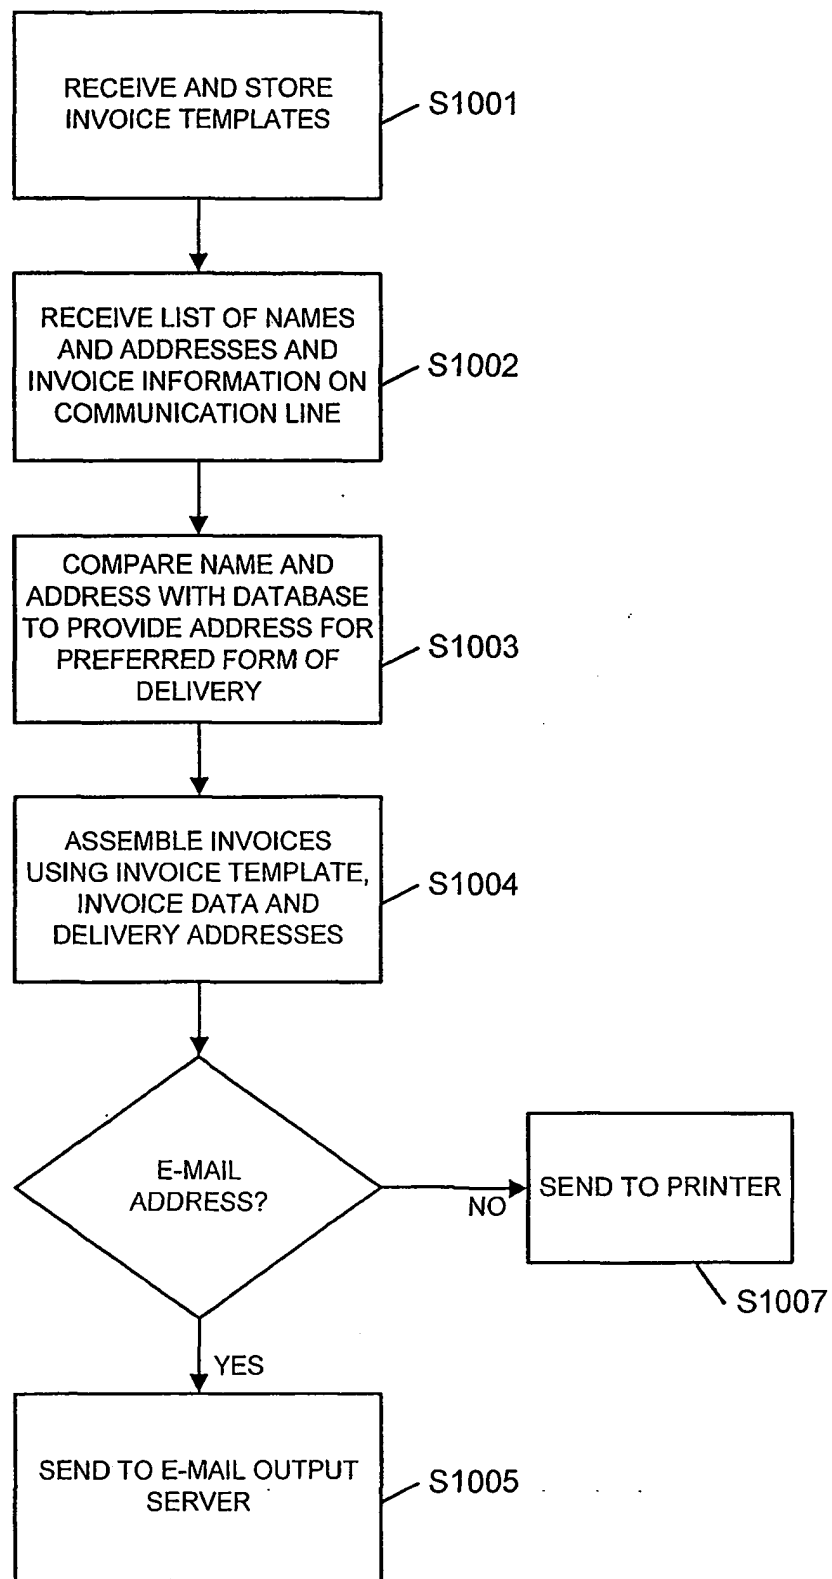 RECEIVE AND STORE
INVOICE TEMPLATES
S1001
RECEIVE LIST OF NAMES
AND ADDRESSES AND
INVOICE INFORMATION ON
COMMUNICATION LINE
S1002
COMPARE NAME AND
ADDRESS WITH DATABASE
TO PROVIDE ADDRESS FOR
PREFERRED FORM OF
DELIVERY
S1003
ASSEMBLE INVOICES
USING INVOICE TEMPLATE,
INVOICE DATA AND
DELIVERY ADDRESSES
S1004
E-MAIL
ADDRESS?
NO
SEND TO PRINTER
S1007
YES
SEND TO E-MAIL OUTPUT
SERVER
S1005